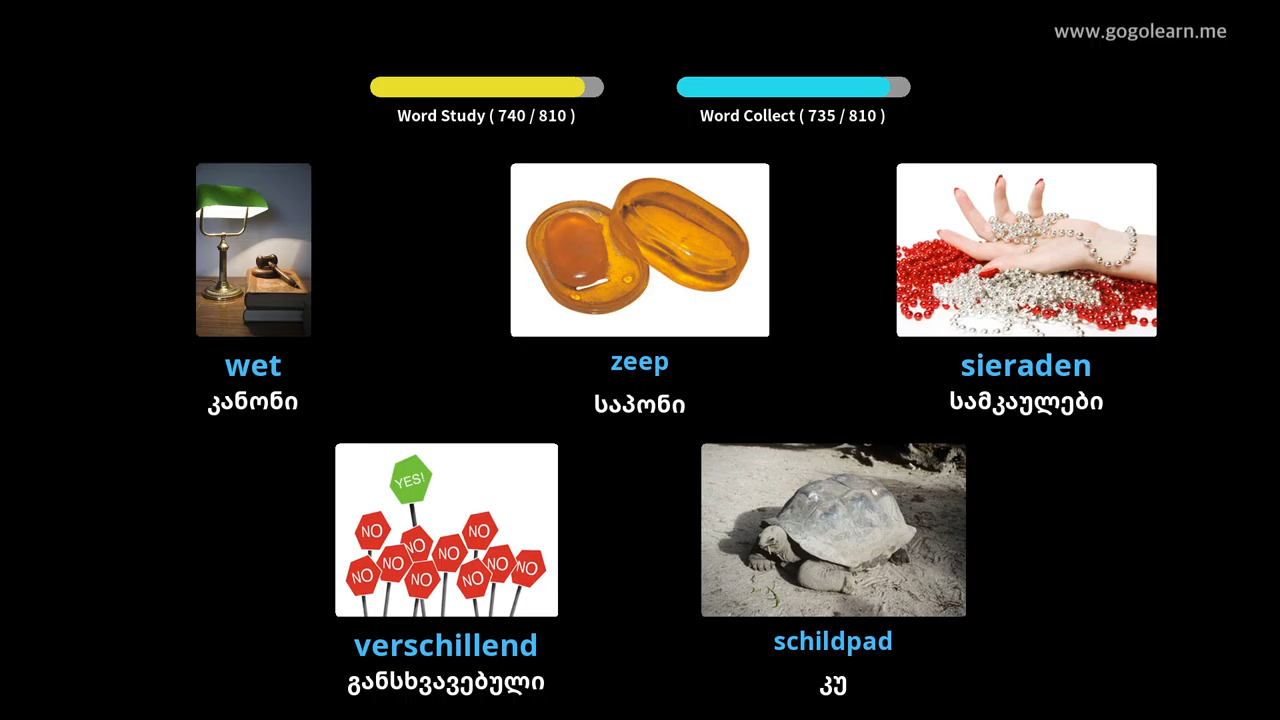 www.gogolearn.me
Word Study ( 740 / 810 )
Word Collect ( 735 / 810 )
wet
კანონი
zeep
საპონი
sieraden
სამკაულები
YES!
NO
NO
NO
NO
NO
NO
NO
NO
NO
NO
verschillend
განსხვავებული
schildpad
კუ